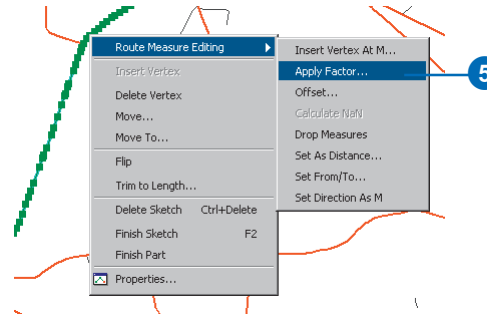 Route Measure Editing
Insert Vertex
Delete Vertex
Move...
Move To...
Flip
Trim to Length...
Delete Sketch Ctrl+Delete
Finish Sketch F2
Finish Part
Properties...
Insert Vertex At M...
Apply Factor...
Offset...
Calculate NaN
Drop Measures
Set As Distance...
Set From/To...
Set Direction As M
5